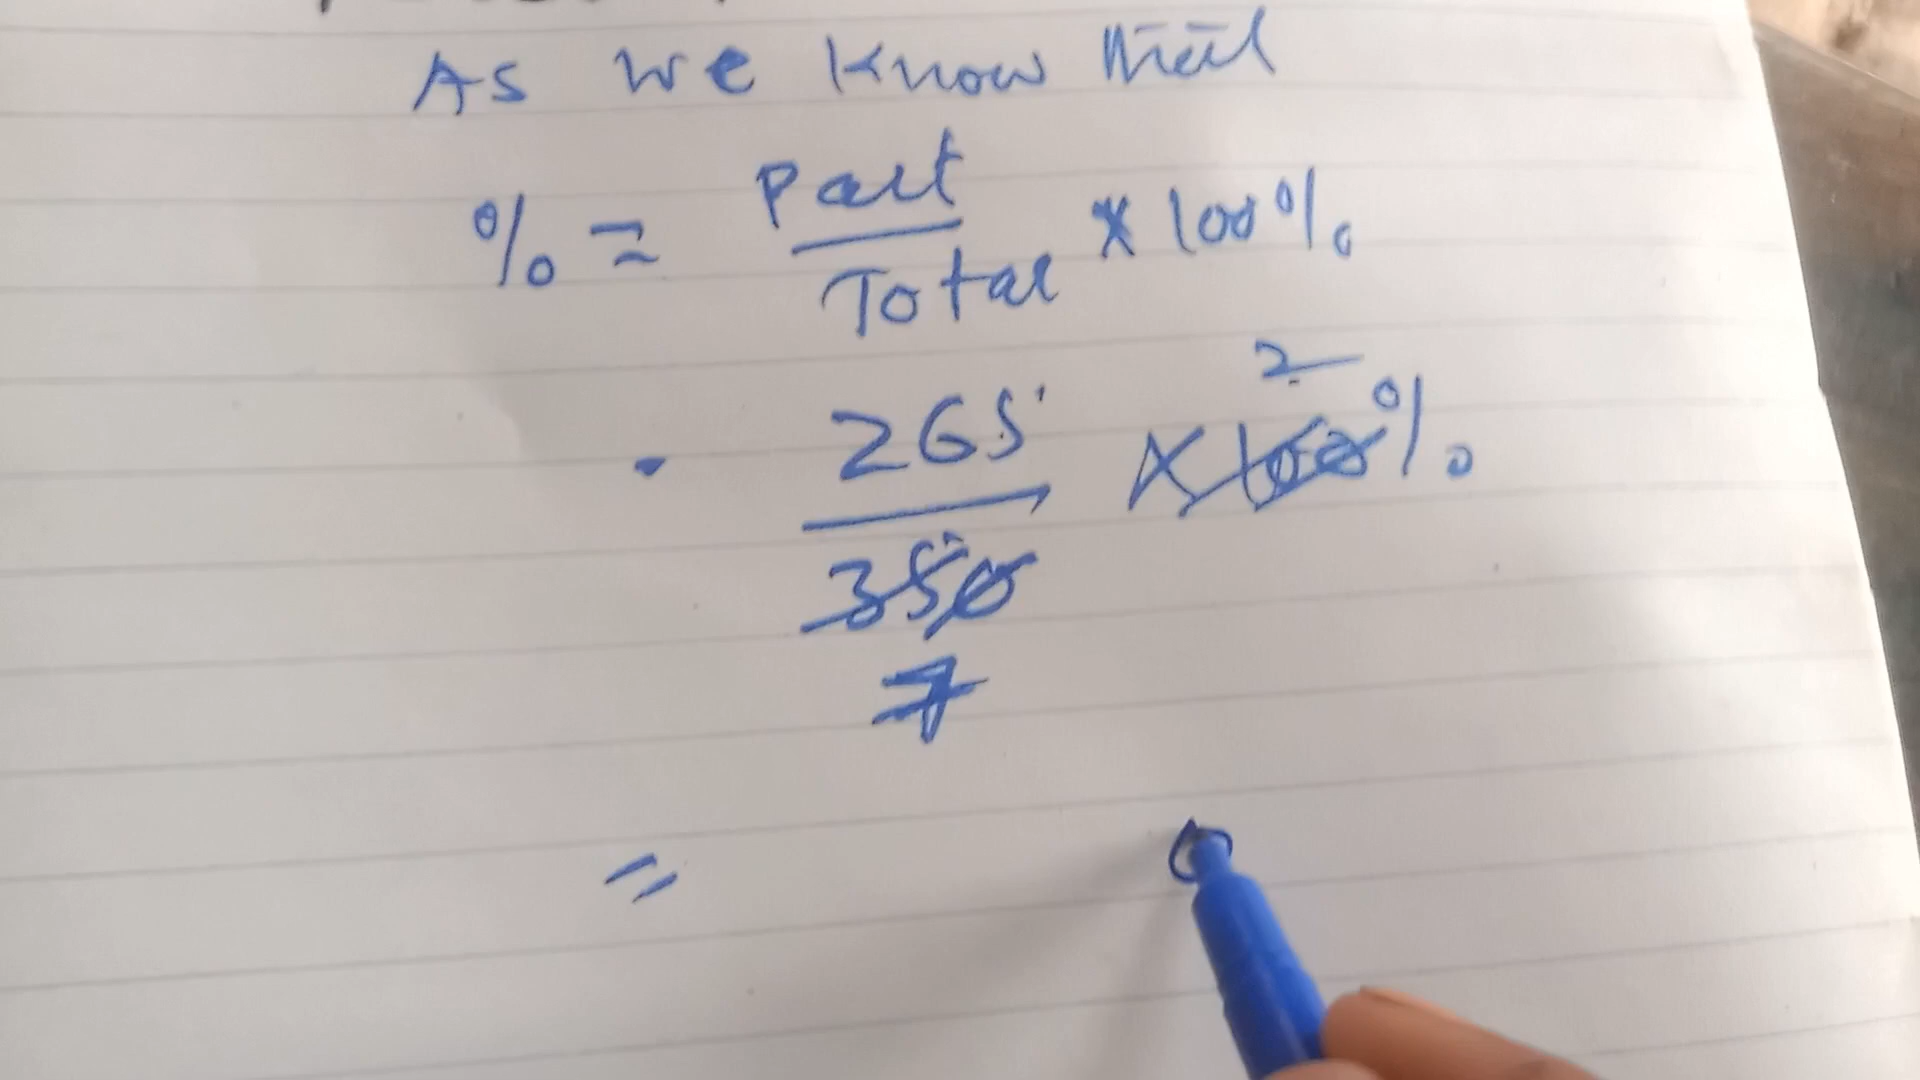 As we know that
% = Part / Total × 100%
265 / 350 × 100%
2
7
=